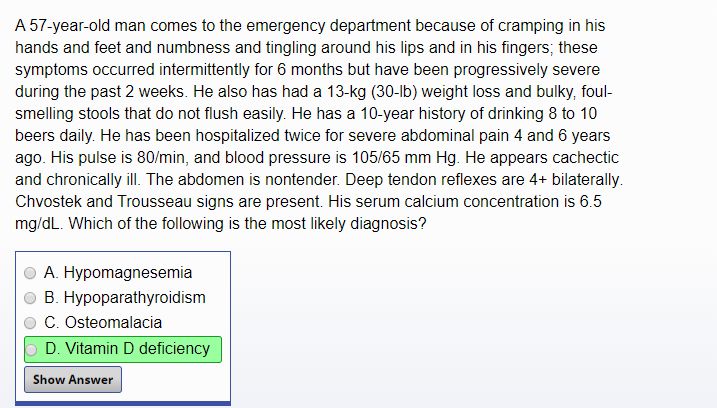 A 57-year-old man comes to the emergency department because of cramping in his
hands and feet and numbness and tingling around his lips and in his fingers; these
symptoms occurred intermittently for 6 months but have been progressively severe
during the past 2 weeks. He also has had a 13-kg (30-lb) weight loss and bulky, foul-
smelling stools that do not flush easily. He has a 10-year history of drinking 8 to 10
beers daily. He has been hospitalized twice for severe abdominal pain 4 and 6 years
ago. His pulse is 80/min, and blood pressure is 105/65 mm Hg. He appears cachectic
and chronically ill. The abdomen is nontender. Deep tendon reflexes are 4+ bilaterally.
Chvostek and Trousseau signs are present. His serum calcium concentration is 6.5
mg/dL. Which of the following is the most likely diagnosis?
A. Hypomagnesemia
B. Hypoparathyroidism
C. Osteomalacia
D. Vitamin D deficiency
Show Answer